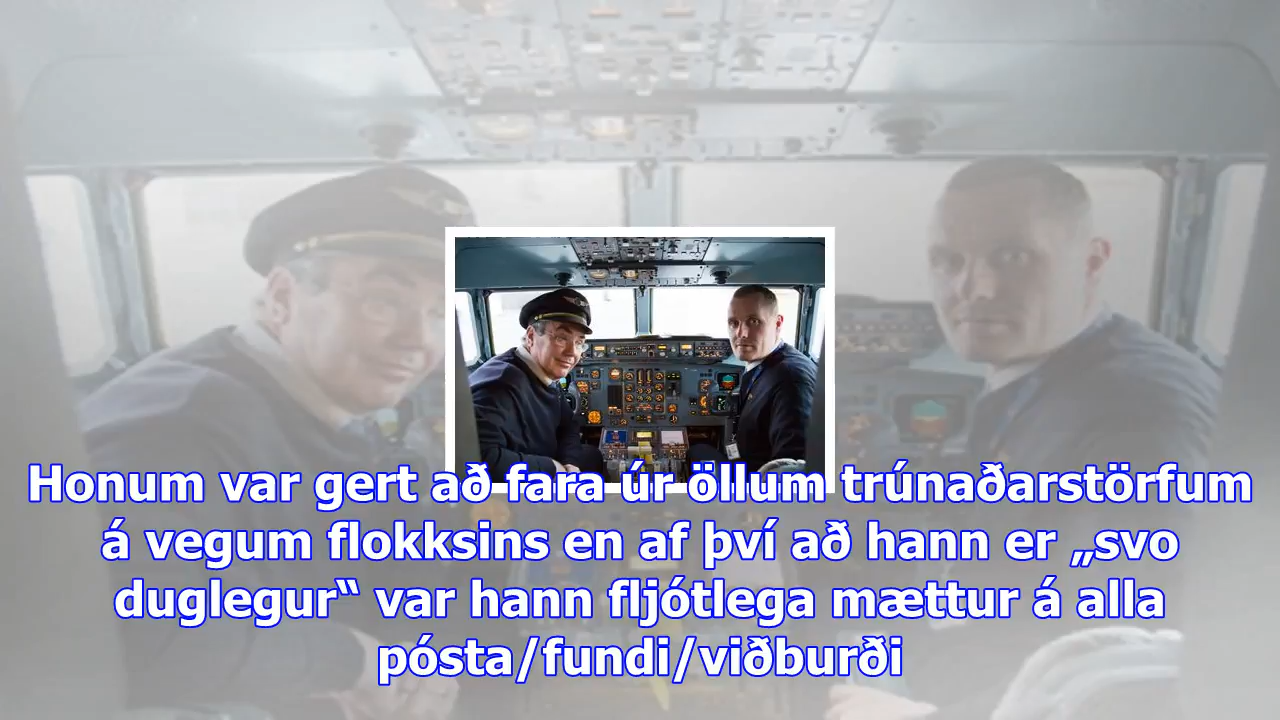 Honum var gert að fara úr öllum trúnaðarstörfum
á vegum flokksins en af því að hann er „svo
duglegur“ var hann fljótlega mættur á alla
pósta/fundi/viðburði